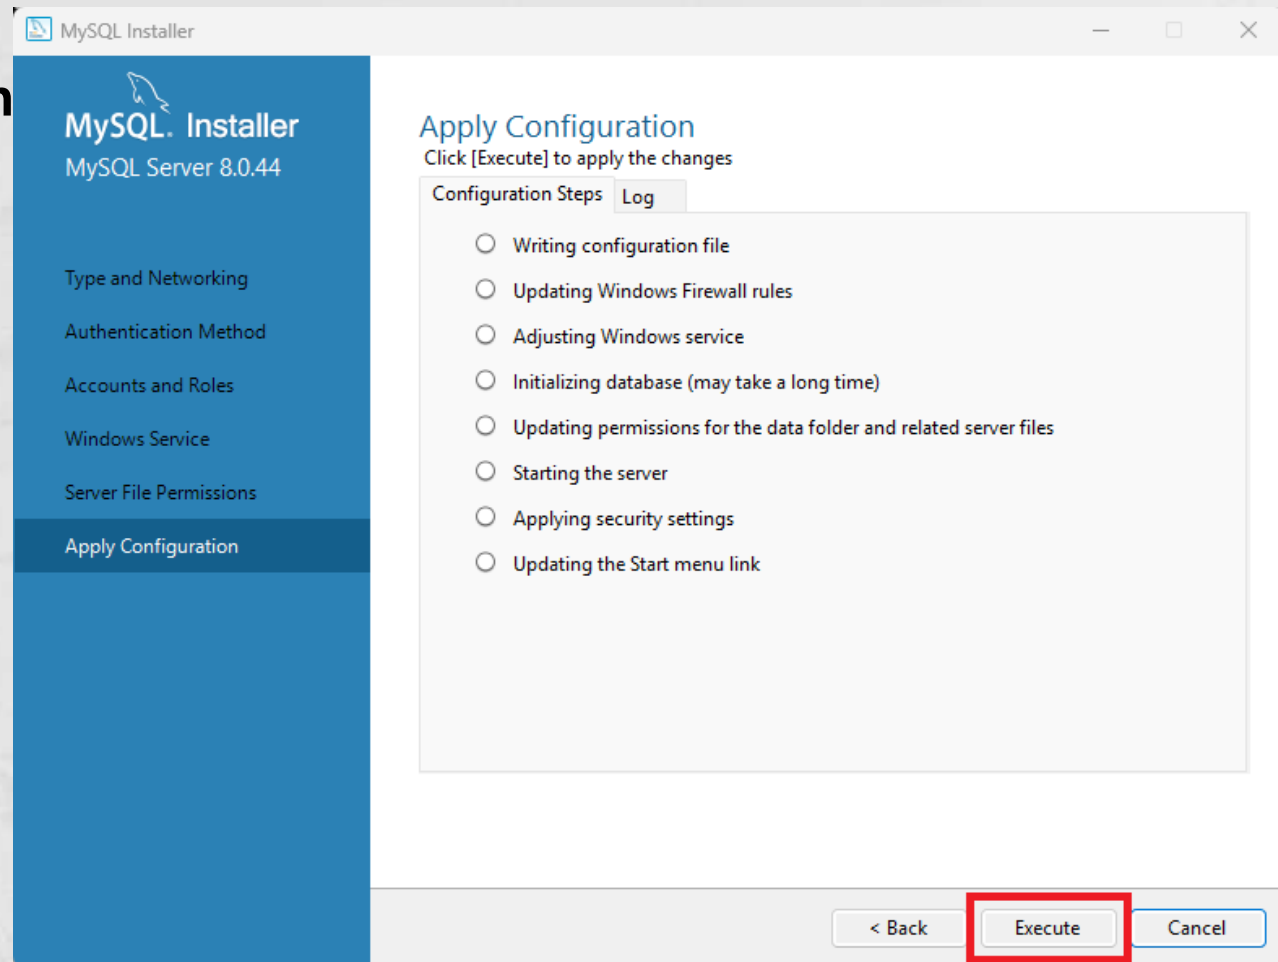 MySQL Installer
n
MySQL. Installer
MySQL Server 8.0.44
Type and Networking
Authentication Method
Accounts and Roles
Windows Service
Server File Permissions
Apply Configuration
Apply Configuration
Click [Execute] to apply the changes
Configuration Steps Log
Writing configuration file
Updating Windows Firewall rules
Adjusting Windows service
Initializing database (may take a long time)
Updating permissions for the data folder and related server files
Starting the server
Applying security settings
Updating the Start menu link
< Back Execute Cancel